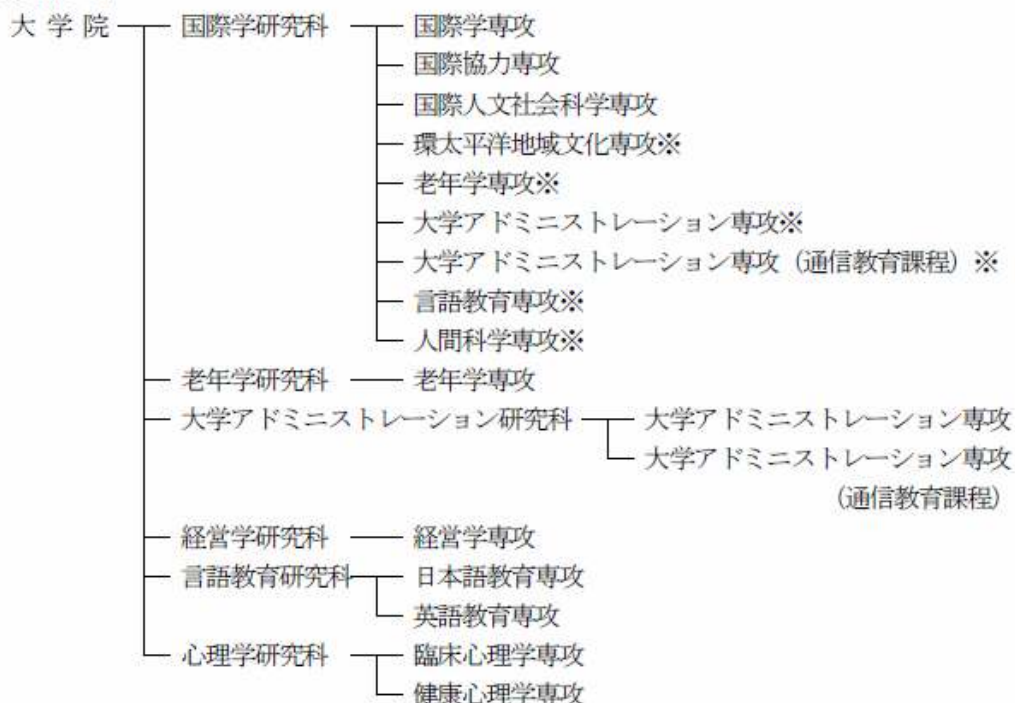 大学院 国際学研究科 国際学専攻
国際協力専攻
国際人文社会科学専攻
環太平洋地域文化専攻※
老年学専攻※
大学アドミニストレーション専攻※
大学アドミニストレーション専攻（通信教育課程）※
言語教育専攻※
人間科学専攻※
老年学研究科 老年学専攻
大学アドミニストレーション研究科 大学アドミニストレーション専攻
大学アドミニストレーション専攻
（通信教育課程）
経営学研究科 経営学専攻
言語教育研究科 日本語教育専攻
英語教育専攻
心理学研究科 臨床心理学専攻
健康心理学専攻